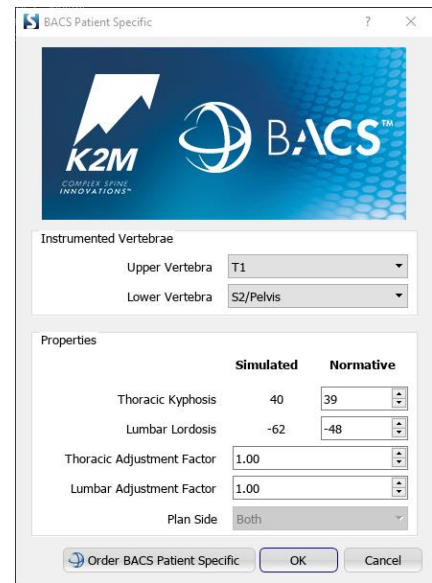 BACS Patient Specific ? ×
K2M
COMPLEX SPINE
INNOVATIONS™
BACS™
Instrumented Vertebrae
Upper Vertebra T1
Lower Vertebra S2/Pelvis
Properties
Simulated Normative
Thoracic Kyphosis 40 39
Lumbar Lordosis -62 -48
Thoracic Adjustment Factor 1.00
Lumbar Adjustment Factor 1.00
Plan Side Both
Order BACS Patient Specific OK Cancel